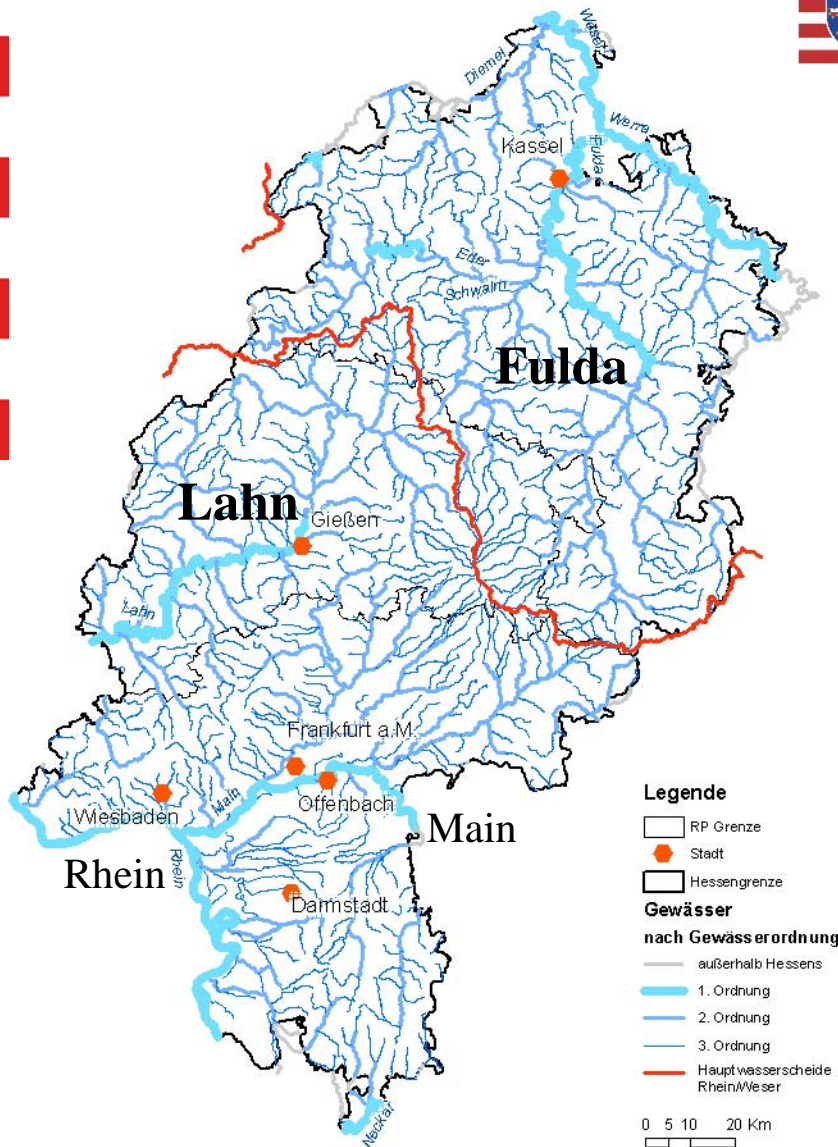 Weser
Diemel
Werra
Kassel
Fulda
Eder
Schwalm
Fulda
Lahn
Gießen
Lahn
Frankfurt a.M.
Main
Offenbach
Wiesbaden
Main
Rhein
Rhein
Darmstadt
Neckar
Legende
RP Grenze
Stadt
Hessengrenze
Gewässer
nach Gewässerordnung
außerhalb Hessens
1. Ordnung
2. Ordnung
3. Ordnung
Hauptwasserscheide
Rhein/Weser
0 5 10 20 Km